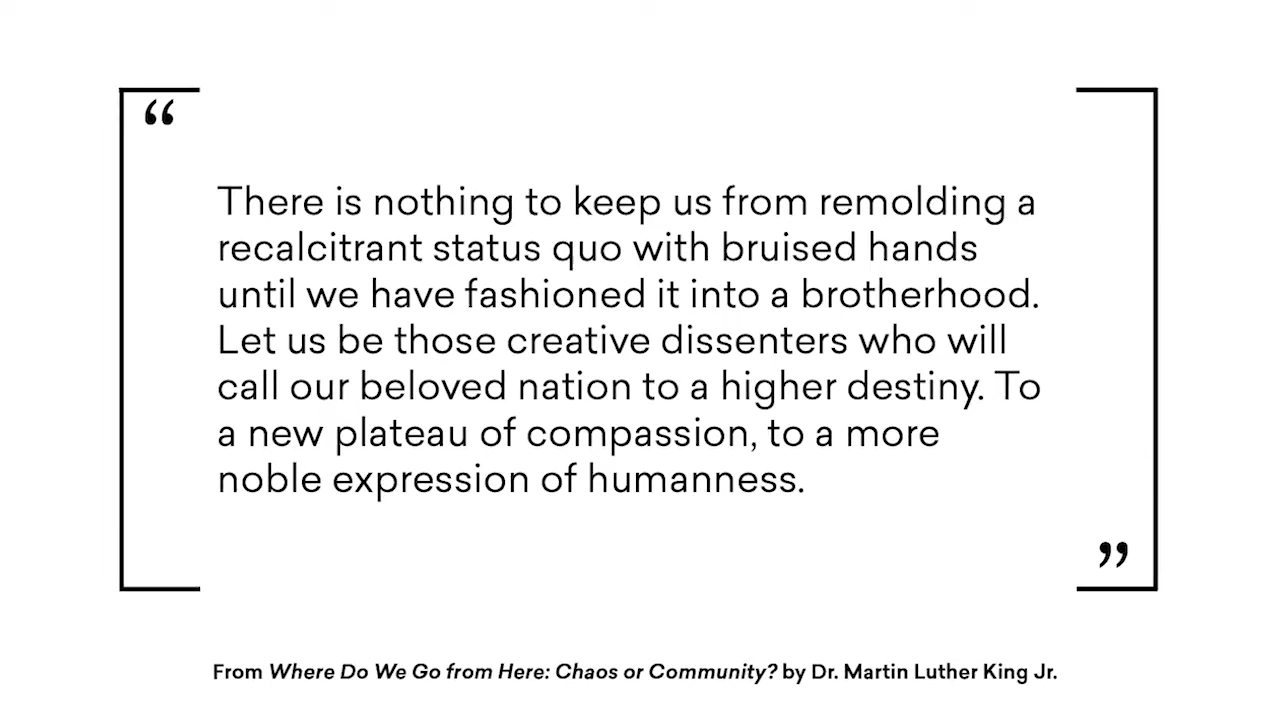 “
There is nothing to keep us from remolding a
recalcitrant status quo with bruised hands
until we have fashioned it into a brotherhood.
Let us be those creative dissenters who will
call our beloved nation to a higher destiny. To
a new plateau of compassion, to a more
noble expression of humanness.
”
From Where Do We Go from Here: Chaos or Community? by Dr. Martin Luther King Jr.